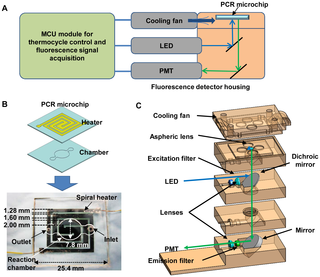 A
PCR microchip
Cooling fan
MCU module for
thermocycle control and
fluorescence signal
acquisition
LED
PMT
Fluorescence detector housing
B
PCR microchip
Heater
Chamber
Spiral heater
1.28 mm
1.60 mm
2.00 mm
Outlet
Inlet
7.8 mm
Reaction
chamber
25.4 mm
C
Cooling fan
Aspheric lens
Excitation filter
Dichroic
mirror
LED
Lenses
Mirror
PMT
Emission filter